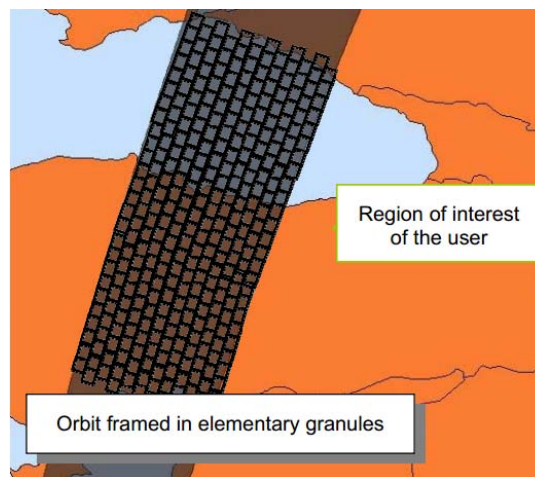 Region of interest
of the user
Orbit framed in elementary granules